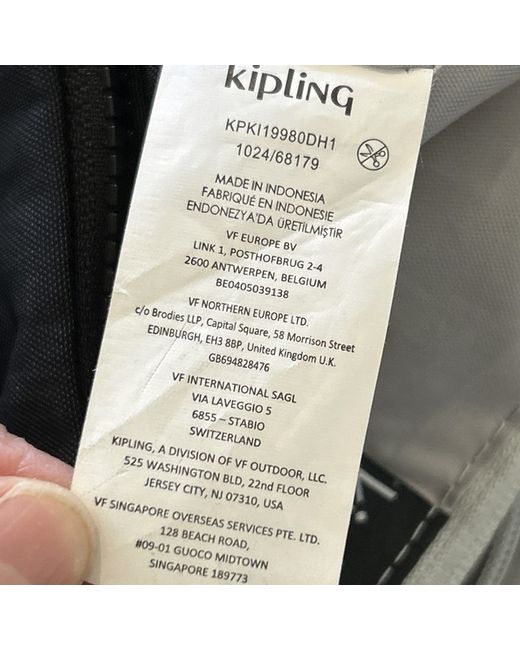 kipling
KPKI19980DH1
1024/68179
MADE IN INDONESIA
FABRIQUÉ EN INDONESIE
ENDONEZYA'DA ÜRETİLMİŞTİR
VF EUROPE BV
LINK 1, POSTHOFBRUG 2-4
2600 ANTWERPEN, BELGIUM
BE0405039138
VF NORTHERN EUROPE LTD.
c/o Brodies LLP, Capital Square, 58 Morrison Street
EDINBURGH, EH3 8BP, United Kingdom U.K.
GB694828476
VF INTERNATIONAL SAGL
VIA LAVEGGIO 5
6855 – STABIO
SWITZERLAND
KIPLING, A DIVISION OF VF OUTDOOR, LLC.
525 WASHINGTON BLD, 22nd FLOOR
JERSEY CITY, NJ 07310, USA
VF SINGAPORE OVERSEAS SERVICES PTE. LTD.
128 BEACH ROAD,
#09-01 GUOCO MIDTOWN
SINGAPORE 189773